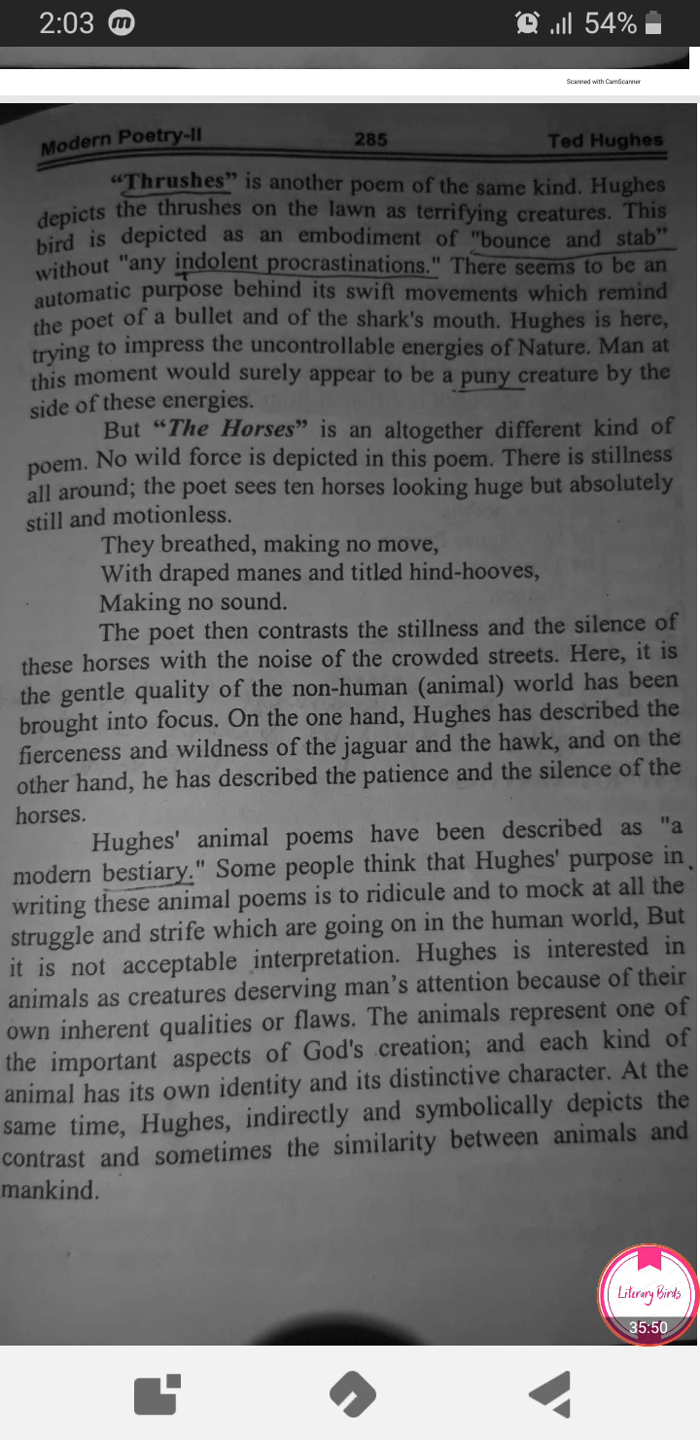 2:03 m 54%
Scanned with CamScanner
Modern Poetry-II 285 Ted Hughes
“Thrushes” is another poem of the same kind. Hughes
depicts the thrushes on the lawn as terrifying creatures. This
bird is depicted as an embodiment of "bounce and stab”
without "any indolent procrastinations." There seems to be an
automatic purpose behind its swift movements which remind
the poet of a bullet and of the shark's mouth. Hughes is here,
trying to impress the uncontrollable energies of Nature. Man at
this moment would surely appear to be a puny creature by the
side of these energies.
But “The Horses” is an altogether different kind of
poem. No wild force is depicted in this poem. There is stillness
all around; the poet sees ten horses looking huge but absolutely
still and motionless.
They breathed, making no move,
With draped manes and titled hind-hooves,
Making no sound.
The poet then contrasts the stillness and the silence of
these horses with the noise of the crowded streets. Here, it is
the gentle quality of the non-human (animal) world has been
brought into focus. On the one hand, Hughes has described the
fierceness and wildness of the jaguar and the hawk, and on the
other hand, he has described the patience and the silence of the
horses.
Hughes' animal poems have been described as "a
modern bestiary." Some people think that Hughes' purpose in
writing these animal poems is to ridicule and to mock at all the
struggle and strife which are going on in the human world, But
it is not acceptable interpretation. Hughes is interested in
animals as creatures deserving man’s attention because of their
own inherent qualities or flaws. The animals represent one of
the important aspects of God's creation; and each kind of
animal has its own identity and its distinctive character. At the
same time, Hughes, indirectly and symbolically depicts the
contrast and sometimes the similarity between animals and
mankind.
Literary Birds
35:50